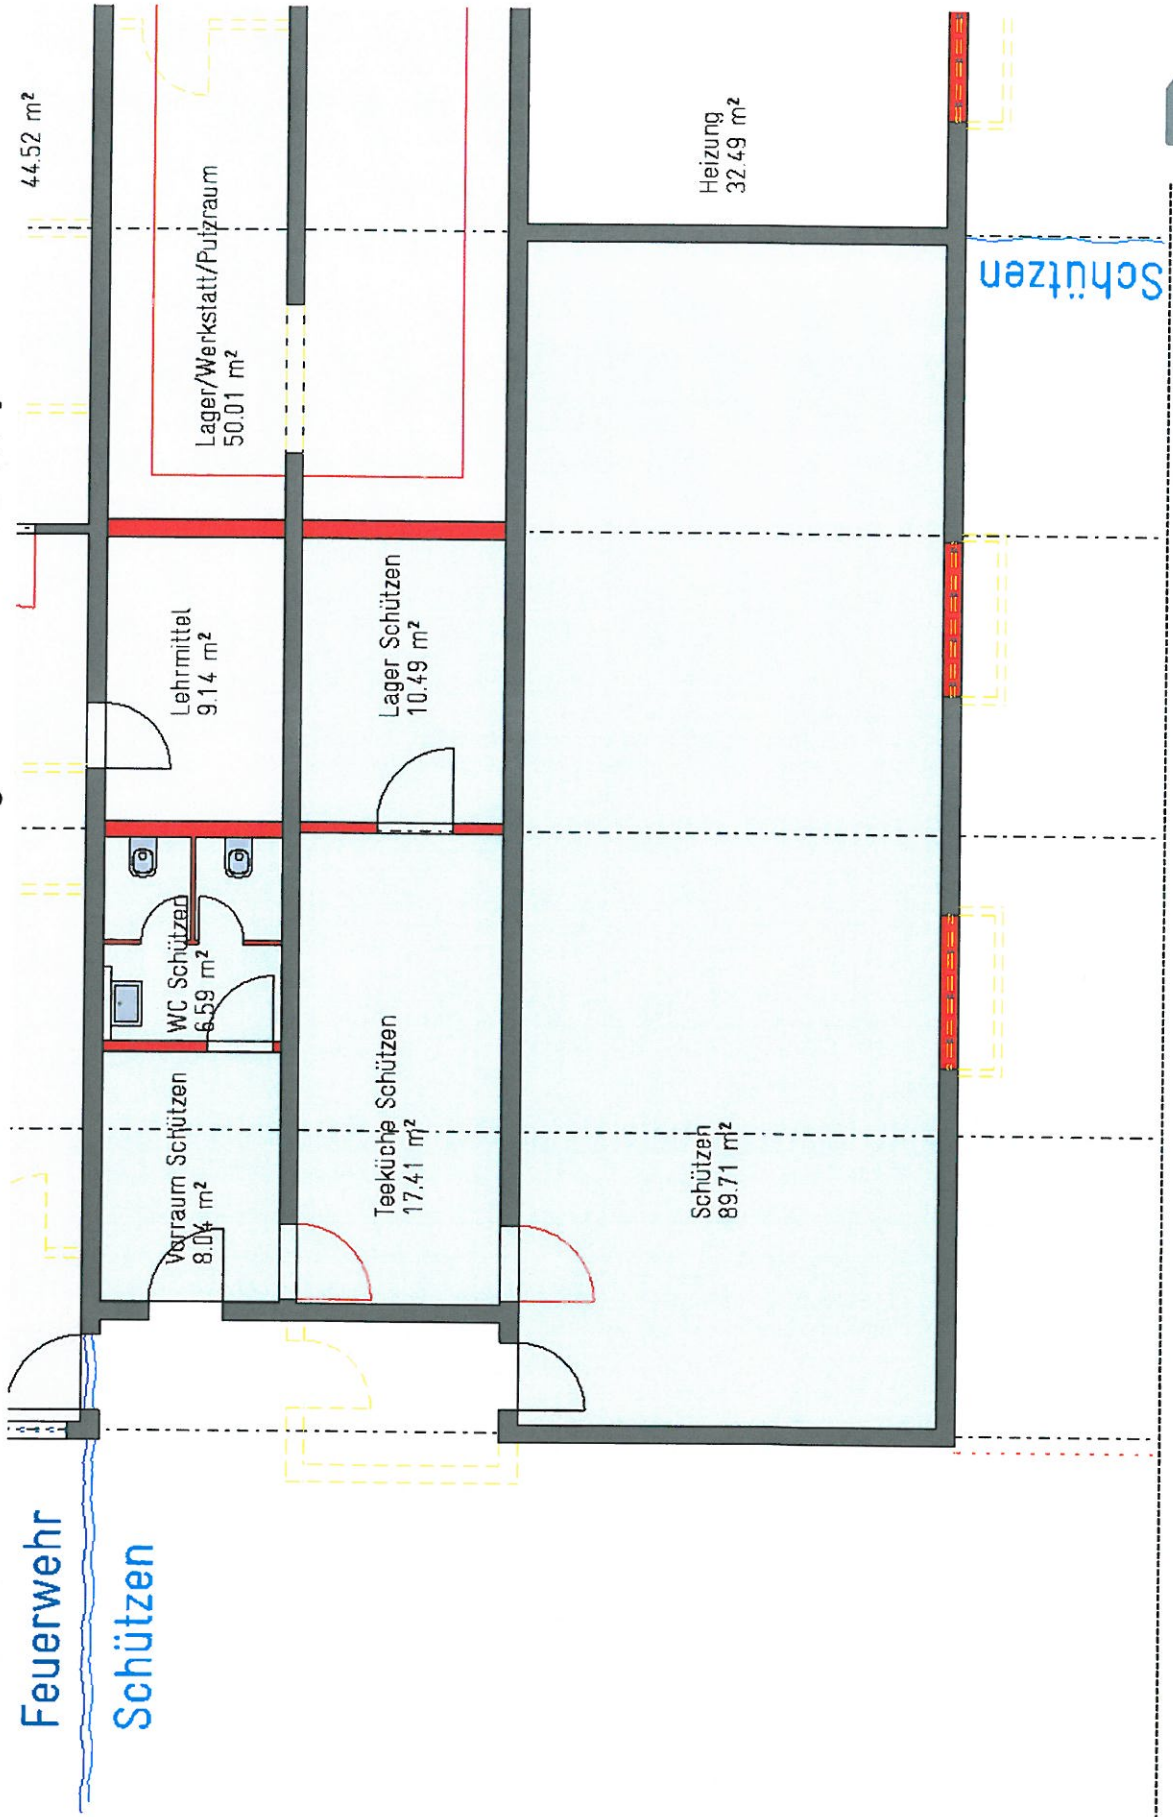 Feuerwehr
Schützen
44.52 m²
Lager/Werkstatt/Putzraum
50.01 m²
Lehrmittel
9.14 m²
WC Schützen
6.59 m²
Vorraum Schützen
8.04 m²
Lager Schützen
10.49 m²
Teeküche Schützen
17.41 m²
Heizung
32.49 m²
Schützen
89.71 m²
Schützen